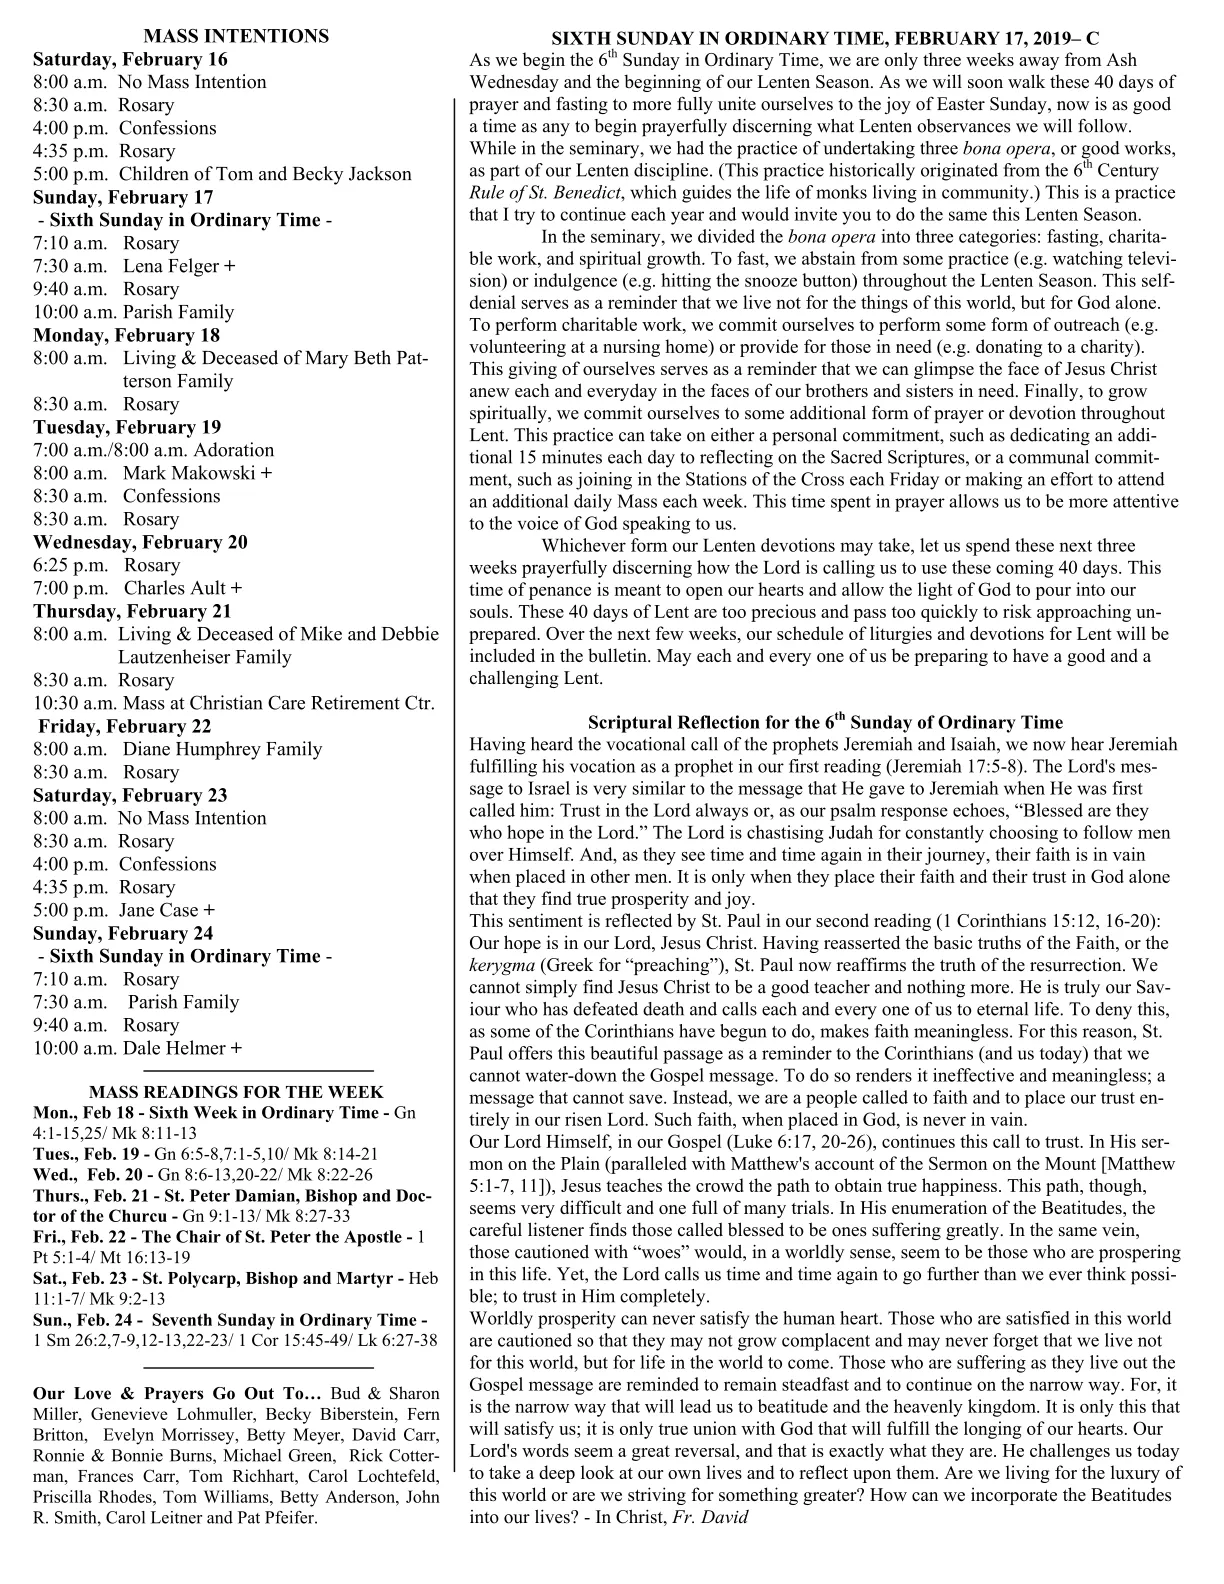 MASS INTENTIONS
Saturday, February 16
8:00 a.m.  No Mass Intention
8:30 a.m.  Rosary
4:00 p.m.  Confessions
4:35 p.m.  Rosary
5:00 p.m.  Children of Tom and Becky Jackson
Sunday, February 17
- Sixth Sunday in Ordinary Time -
7:10 a.m.   Rosary
7:30 a.m.   Lena Felger +
9:40 a.m.   Rosary
10:00 a.m. Parish Family
Monday, February 18
8:00 a.m.   Living & Deceased of Mary Beth Pat-
terson Family
8:30 a.m.   Rosary
Tuesday, February 19
7:00 a.m./8:00 a.m. Adoration
8:00 a.m.   Mark Makowski +
8:30 a.m.   Confessions
8:30 a.m.   Rosary
Wednesday, February 20
6:25 p.m.   Rosary
7:00 p.m.   Charles Ault +
Thursday, February 21
8:00 a.m.  Living & Deceased of Mike and Debbie
Lautzenheiser Family
8:30 a.m.  Rosary
10:30 a.m. Mass at Christian Care Retirement Ctr.
Friday, February 22
8:00 a.m.   Diane Humphrey Family
8:30 a.m.   Rosary
Saturday, February 23
8:00 a.m.  No Mass Intention
8:30 a.m.  Rosary
4:00 p.m.  Confessions
4:35 p.m.  Rosary
5:00 p.m.  Jane Case +
Sunday, February 24
- Sixth Sunday in Ordinary Time -
7:10 a.m.   Rosary
7:30 a.m.    Parish Family
9:40 a.m.   Rosary
10:00 a.m. Dale Helmer +
MASS READINGS FOR THE WEEK
Mon., Feb 18 - Sixth Week in Ordinary Time - Gn
4:1-15,25/ Mk 8:11-13
Tues., Feb. 19 - Gn 6:5-8,7:1-5,10/ Mk 8:14-21
Wed.,  Feb. 20 - Gn 8:6-13,20-22/ Mk 8:22-26
Thurs., Feb. 21 - St. Peter Damian, Bishop and Doc-
tor of the Churcu - Gn 9:1-13/ Mk 8:27-33
Fri., Feb. 22 - The Chair of St. Peter the Apostle - 1
Pt 5:1-4/ Mt 16:13-19
Sat., Feb. 23 - St. Polycarp, Bishop and Martyr - Heb
11:1-7/ Mk 9:2-13
Sun., Feb. 24 -  Seventh Sunday in Ordinary Time -
1 Sm 26:2,7-9,12-13,22-23/ 1 Cor 15:45-49/ Lk 6:27-38
Our Love & Prayers Go Out To… Bud & Sharon
Miller, Genevieve Lohmuller, Becky Biberstein, Fern
Britton,  Evelyn Morrissey, Betty Meyer, David Carr,
Ronnie & Bonnie Burns, Michael Green,  Rick Cotter-
man, Frances Carr, Tom Richhart, Carol Lochtefeld,
Priscilla Rhodes, Tom Williams, Betty Anderson, John
R. Smith, Carol Leitner and Pat Pfeifer.
SIXTH SUNDAY IN ORDINARY TIME, FEBRUARY 17, 2019– C
As we begin the 6th Sunday in Ordinary Time, we are only three weeks away from Ash
Wednesday and the beginning of our Lenten Season. As we will soon walk these 40 days of
prayer and fasting to more fully unite ourselves to the joy of Easter Sunday, now is as good
a time as any to begin prayerfully discerning what Lenten observances we will follow.
While in the seminary, we had the practice of undertaking three bona opera, or good works,
as part of our Lenten discipline. (This practice historically originated from the 6th Century
Rule of St. Benedict, which guides the life of monks living in community.) This is a practice
that I try to continue each year and would invite you to do the same this Lenten Season.
In the seminary, we divided the bona opera into three categories: fasting, charita-
ble work, and spiritual growth. To fast, we abstain from some practice (e.g. watching televi-
sion) or indulgence (e.g. hitting the snooze button) throughout the Lenten Season. This self-
denial serves as a reminder that we live not for the things of this world, but for God alone.
To perform charitable work, we commit ourselves to perform some form of outreach (e.g.
volunteering at a nursing home) or provide for those in need (e.g. donating to a charity).
This giving of ourselves serves as a reminder that we can glimpse the face of Jesus Christ
anew each and everyday in the faces of our brothers and sisters in need. Finally, to grow
spiritually, we commit ourselves to some additional form of prayer or devotion throughout
Lent. This practice can take on either a personal commitment, such as dedicating an addi-
tional 15 minutes each day to reflecting on the Sacred Scriptures, or a communal commit-
ment, such as joining in the Stations of the Cross each Friday or making an effort to attend
an additional daily Mass each week. This time spent in prayer allows us to be more attentive
to the voice of God speaking to us.
Whichever form our Lenten devotions may take, let us spend these next three
weeks prayerfully discerning how the Lord is calling us to use these coming 40 days. This
time of penance is meant to open our hearts and allow the light of God to pour into our
souls. These 40 days of Lent are too precious and pass too quickly to risk approaching un-
prepared. Over the next few weeks, our schedule of liturgies and devotions for Lent will be
included in the bulletin. May each and every one of us be preparing to have a good and a
challenging Lent.
Scriptural Reflection for the 6th Sunday of Ordinary Time
Having heard the vocational call of the prophets Jeremiah and Isaiah, we now hear Jeremiah
fulfilling his vocation as a prophet in our first reading (Jeremiah 17:5-8). The Lord's mes-
sage to Israel is very similar to the message that He gave to Jeremiah when He was first
called him: Trust in the Lord always or, as our psalm response echoes, “Blessed are they
who hope in the Lord.” The Lord is chastising Judah for constantly choosing to follow men
over Himself. And, as they see time and time again in their journey, their faith is in vain
when placed in other men. It is only when they place their faith and their trust in God alone
that they find true prosperity and joy.
This sentiment is reflected by St. Paul in our second reading (1 Corinthians 15:12, 16-20):
Our hope is in our Lord, Jesus Christ. Having reasserted the basic truths of the Faith, or the
kerygma (Greek for “preaching”), St. Paul now reaffirms the truth of the resurrection. We
cannot simply find Jesus Christ to be a good teacher and nothing more. He is truly our Sav-
iour who has defeated death and calls each and every one of us to eternal life. To deny this,
as some of the Corinthians have begun to do, makes faith meaningless. For this reason, St.
Paul offers this beautiful passage as a reminder to the Corinthians (and us today) that we
cannot water-down the Gospel message. To do so renders it ineffective and meaningless; a
message that cannot save. Instead, we are a people called to faith and to place our trust en-
tirely in our risen Lord. Such faith, when placed in God, is never in vain.
Our Lord Himself, in our Gospel (Luke 6:17, 20-26), continues this call to trust. In His ser-
mon on the Plain (paralleled with Matthew's account of the Sermon on the Mount [Matthew
5:1-7, 11]), Jesus teaches the crowd the path to obtain true happiness. This path, though,
seems very difficult and one full of many trials. In His enumeration of the Beatitudes, the
careful listener finds those called blessed to be ones suffering greatly. In the same vein,
those cautioned with “woes” would, in a worldly sense, seem to be those who are prospering
in this life. Yet, the Lord calls us time and time again to go further than we ever think possi-
ble; to trust in Him completely.
Worldly prosperity can never satisfy the human heart. Those who are satisfied in this world
are cautioned so that they may not grow complacent and may never forget that we live not
for this world, but for life in the world to come. Those who are suffering as they live out the
Gospel message are reminded to remain steadfast and to continue on the narrow way. For, it
is the narrow way that will lead us to beatitude and the heavenly kingdom. It is only this that
will satisfy us; it is only true union with God that will fulfill the longing of our hearts. Our
Lord's words seem a great reversal, and that is exactly what they are. He challenges us today
to take a deep look at our own lives and to reflect upon them. Are we living for the luxury of
this world or are we striving for something greater? How can we incorporate the Beatitudes
into our lives? - In Christ, Fr. David